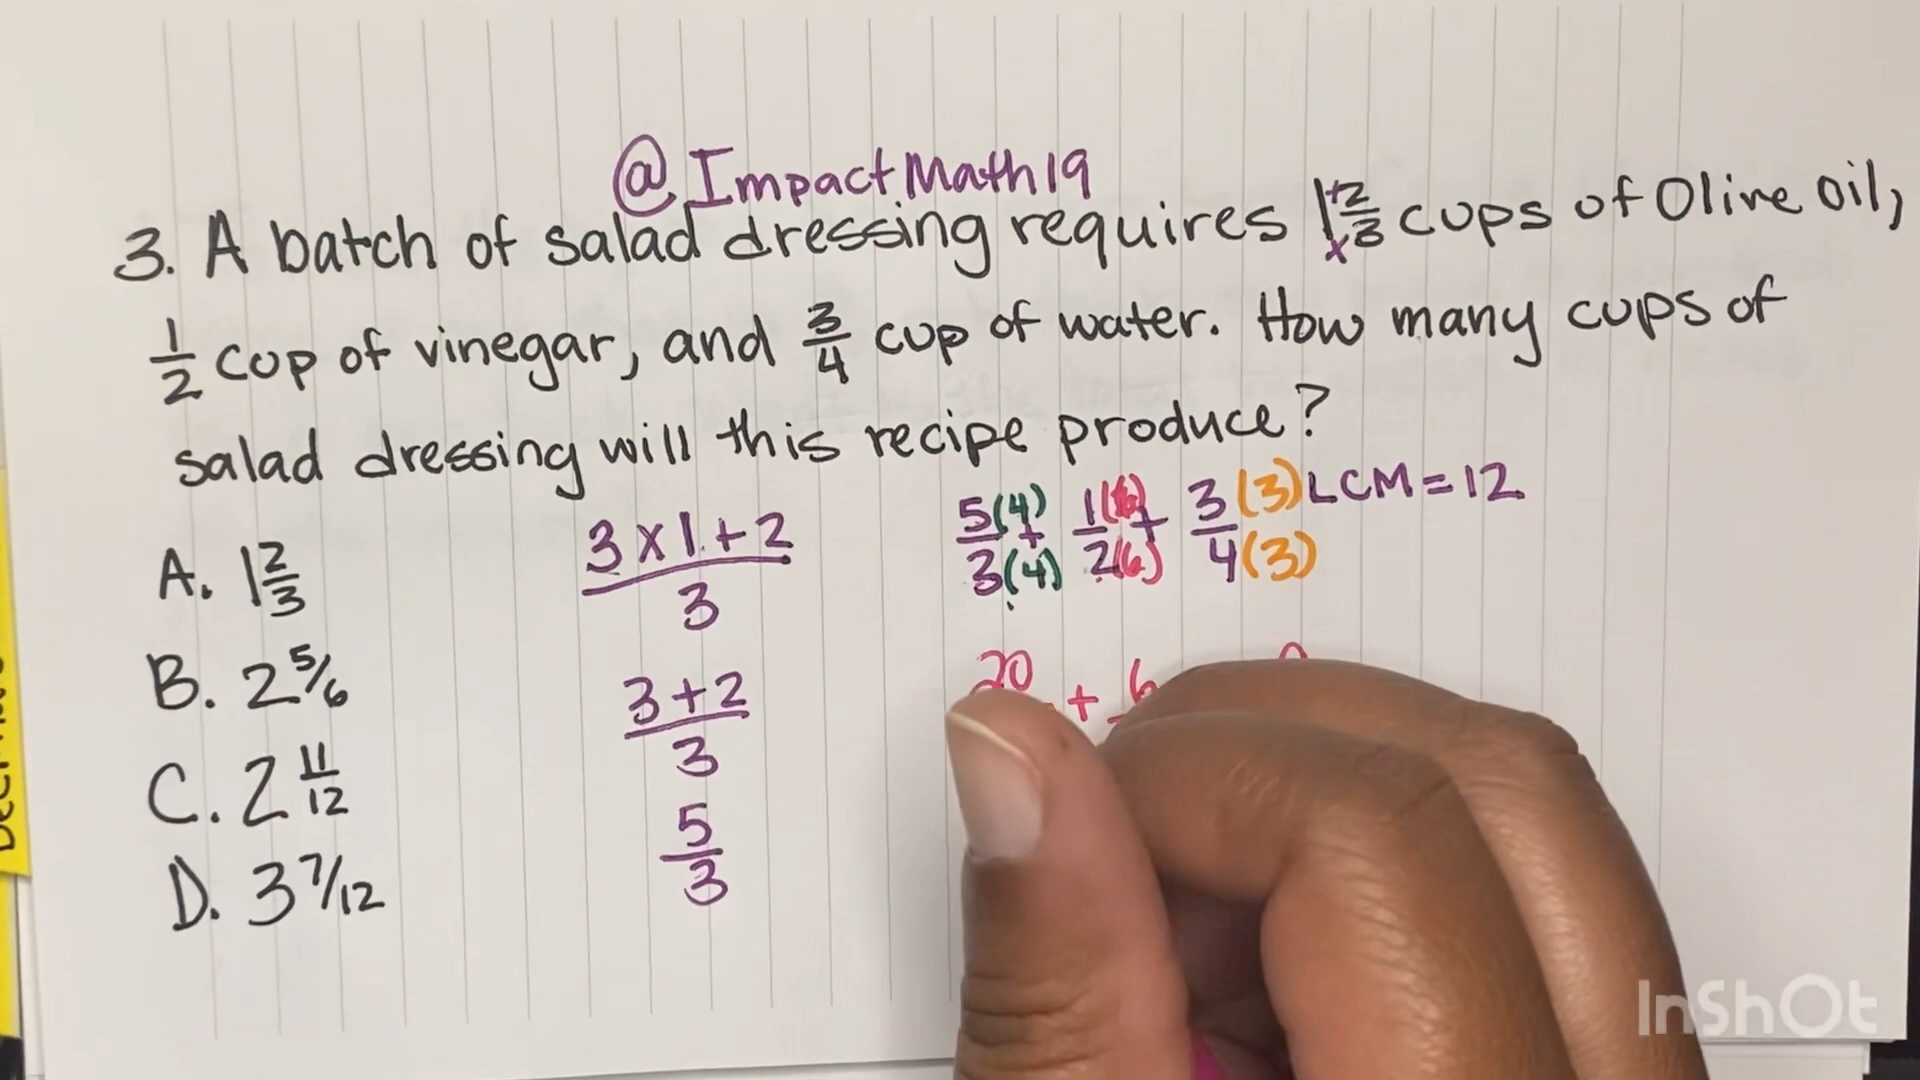 @ImpactMath19
3. A batch of salad dressing requires 1 2/3 cups of Olive oil,
1/2 cup of vinegar, and 3/4 cup of water. How many cups of
salad dressing will this recipe produce?
A. 1 2/3
B. 2 5/6
C. 2 11/12
D. 3 7/12
3 x 1 + 2
3
3 + 2
3
5
3
5(4) + 1(6) + 3(3) LCM = 12
3(4) 2(6) 4(3)
20 + 6
InShOt